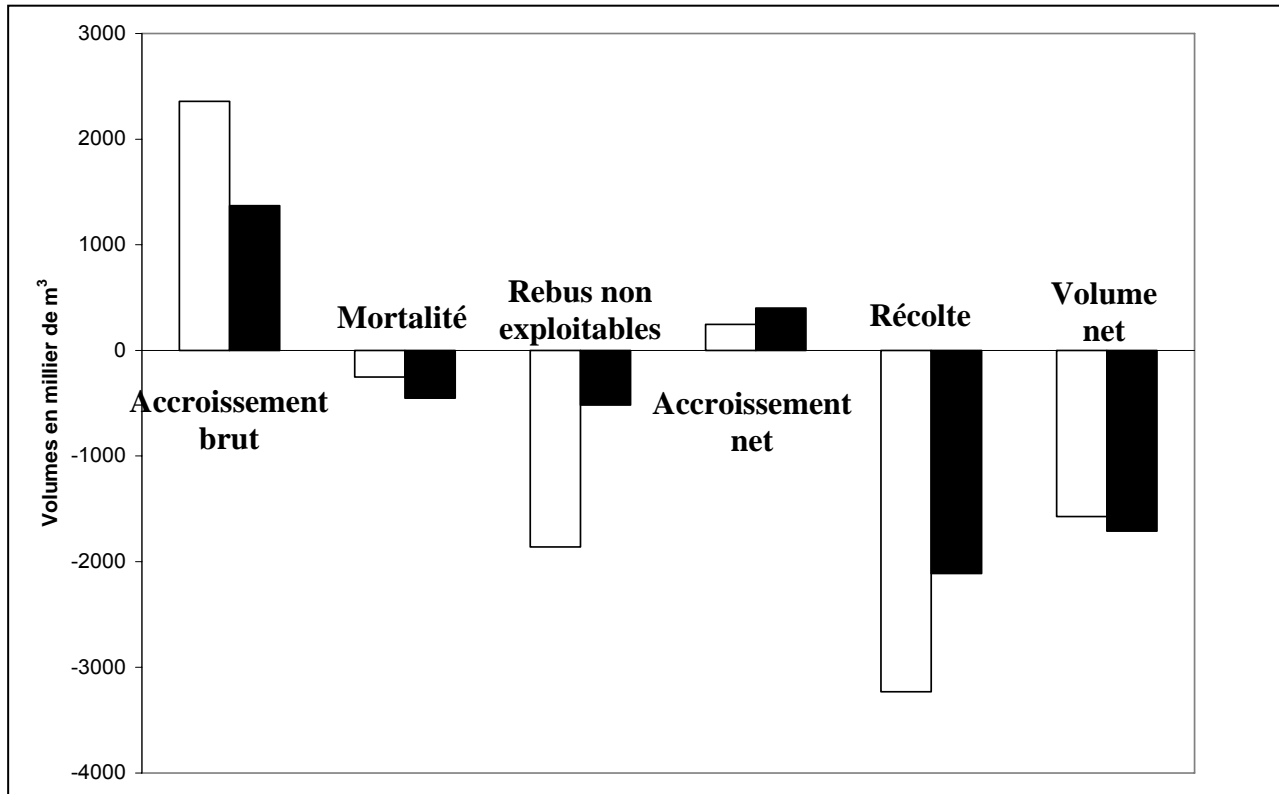 3000
2000
1000
0
-1000
-2000
-3000
-4000
Volumes en millier de m³
Accroissement
brut
Mortalité
Rebus non
exploitables
Accroissement
net
Récolte
Volume
net